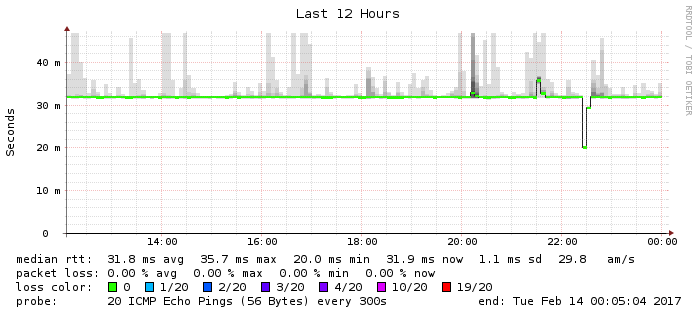 Last 12 Hours
RRDTOOL / TOBI OETIKER
Seconds
40 m
30 m
20 m
10 m
0
14:00 16:00 18:00 20:00 22:00 00:00
median rtt: 31.8 ms avg 35.7 ms max 20.0 ms min 31.9 ms now 1.1 ms sd 29.8 am/s
packet loss: 0.00 % avg 0.00 % max 0.00 % min 0.00 % now
loss color: 0 1/20 2/20 3/20 4/20 10/20 19/20
probe: 20 ICMP Echo Pings (56 Bytes) every 300s end: Tue Feb 14 00:05:04 2017